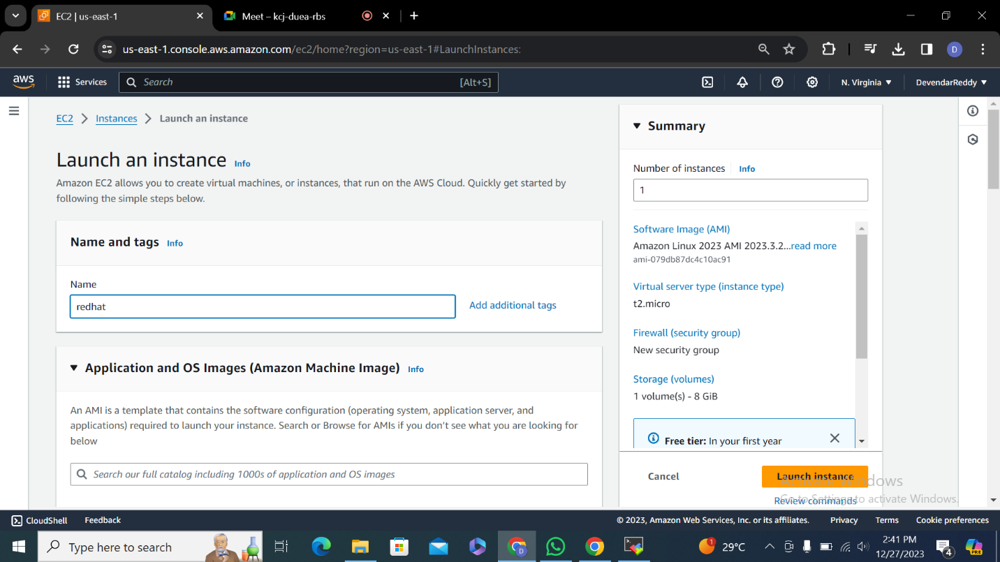 EC2 | us-east-1
Meet – kcj-duea-rbs
us-east-1.console.aws.amazon.com/ec2/home?region=us-east-1#LaunchInstances:
D
aws
Services
Search
[Alt+S]
N. Virginia
DevendarReddy
EC2
Instances
Launch an instance
Launch an instance
Info
Amazon EC2 allows you to create virtual machines, or instances, that run on the AWS Cloud. Quickly get started by
following the simple steps below.
Name and tags
Info
Name
redhat
Add additional tags
Application and OS Images (Amazon Machine Image)
Info
An AMI is a template that contains the software configuration (operating system, application server, and
applications) required to launch your instance. Search or Browse for AMIs if you don't see what you are looking for
below
Search our full catalog including 1000s of application and OS images
Summary
Number of instances
Info
1
Software Image (AMI)
Amazon Linux 2023 AMI 2023.3.2...read more
ami-079db87dc4c10ac91
Virtual server type (instance type)
t2.micro
Firewall (security group)
New security group
Storage (volumes)
1 volume(s) - 8 GiB
Free tier: In your first year
Cancel
Launch instance
Review commands
Activate Windows
Go to Settings to activate Windows.
CloudShell
Feedback
© 2023, Amazon Web Services, Inc. or its affiliates.
Privacy
Terms
Cookie preferences
Type here to search
D
1
29°C
2:41 PM
12/27/2023
4
PRE